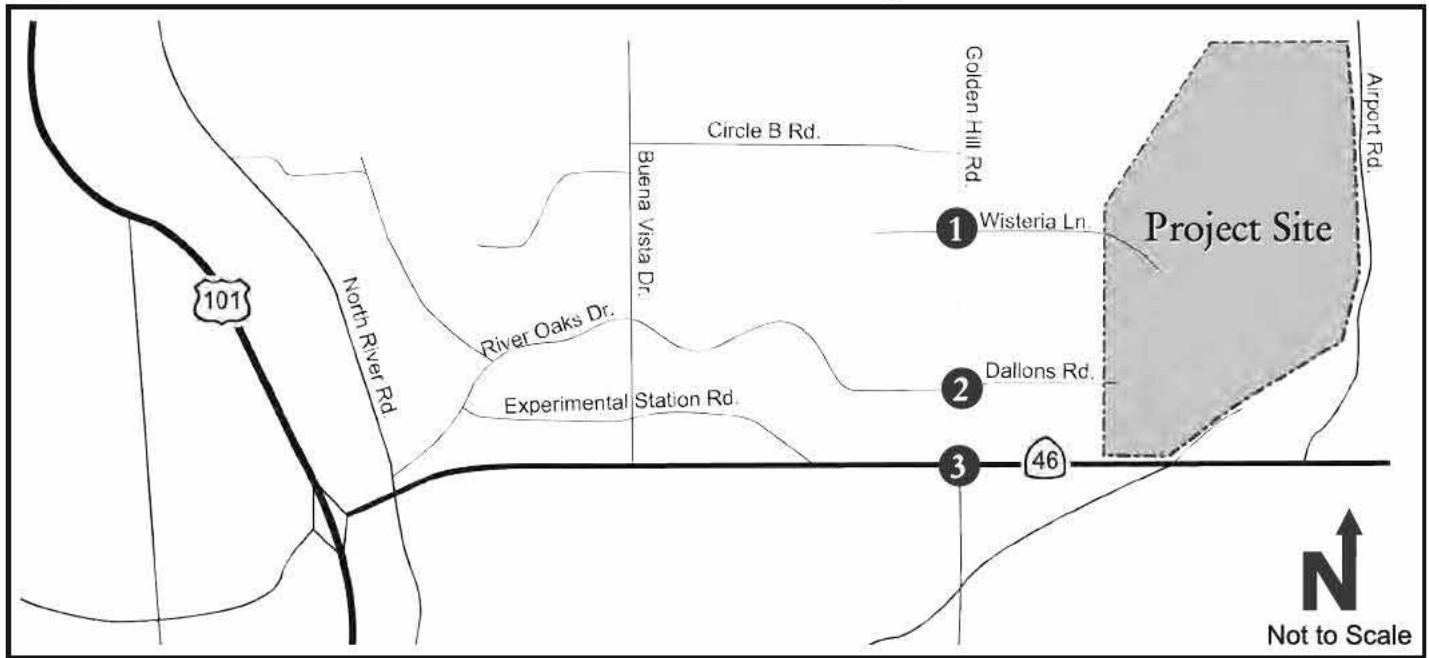 Golden Hill Rd.
Airport Rd.
Circle B Rd.
Buena Vista Dr.
1
Wisteria Ln.
Project Site
101
North River Rd.
River Oaks Dr.
2
Dallons Rd.
Experimental Station Rd.
3
46
N
Not to Scale